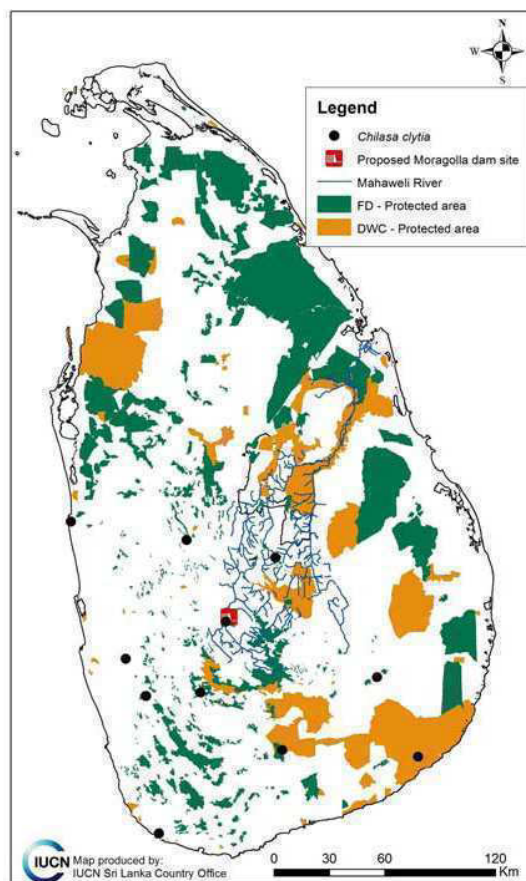 N
W E
S
Legend
Chilasa clytia
Proposed Moragolla dam site
Mahaweli River
FD - Protected area
DWC - Protected area
IUCN
Map produced by:
IUCN Sri Lanka Country Office
0 30 60 120
Km